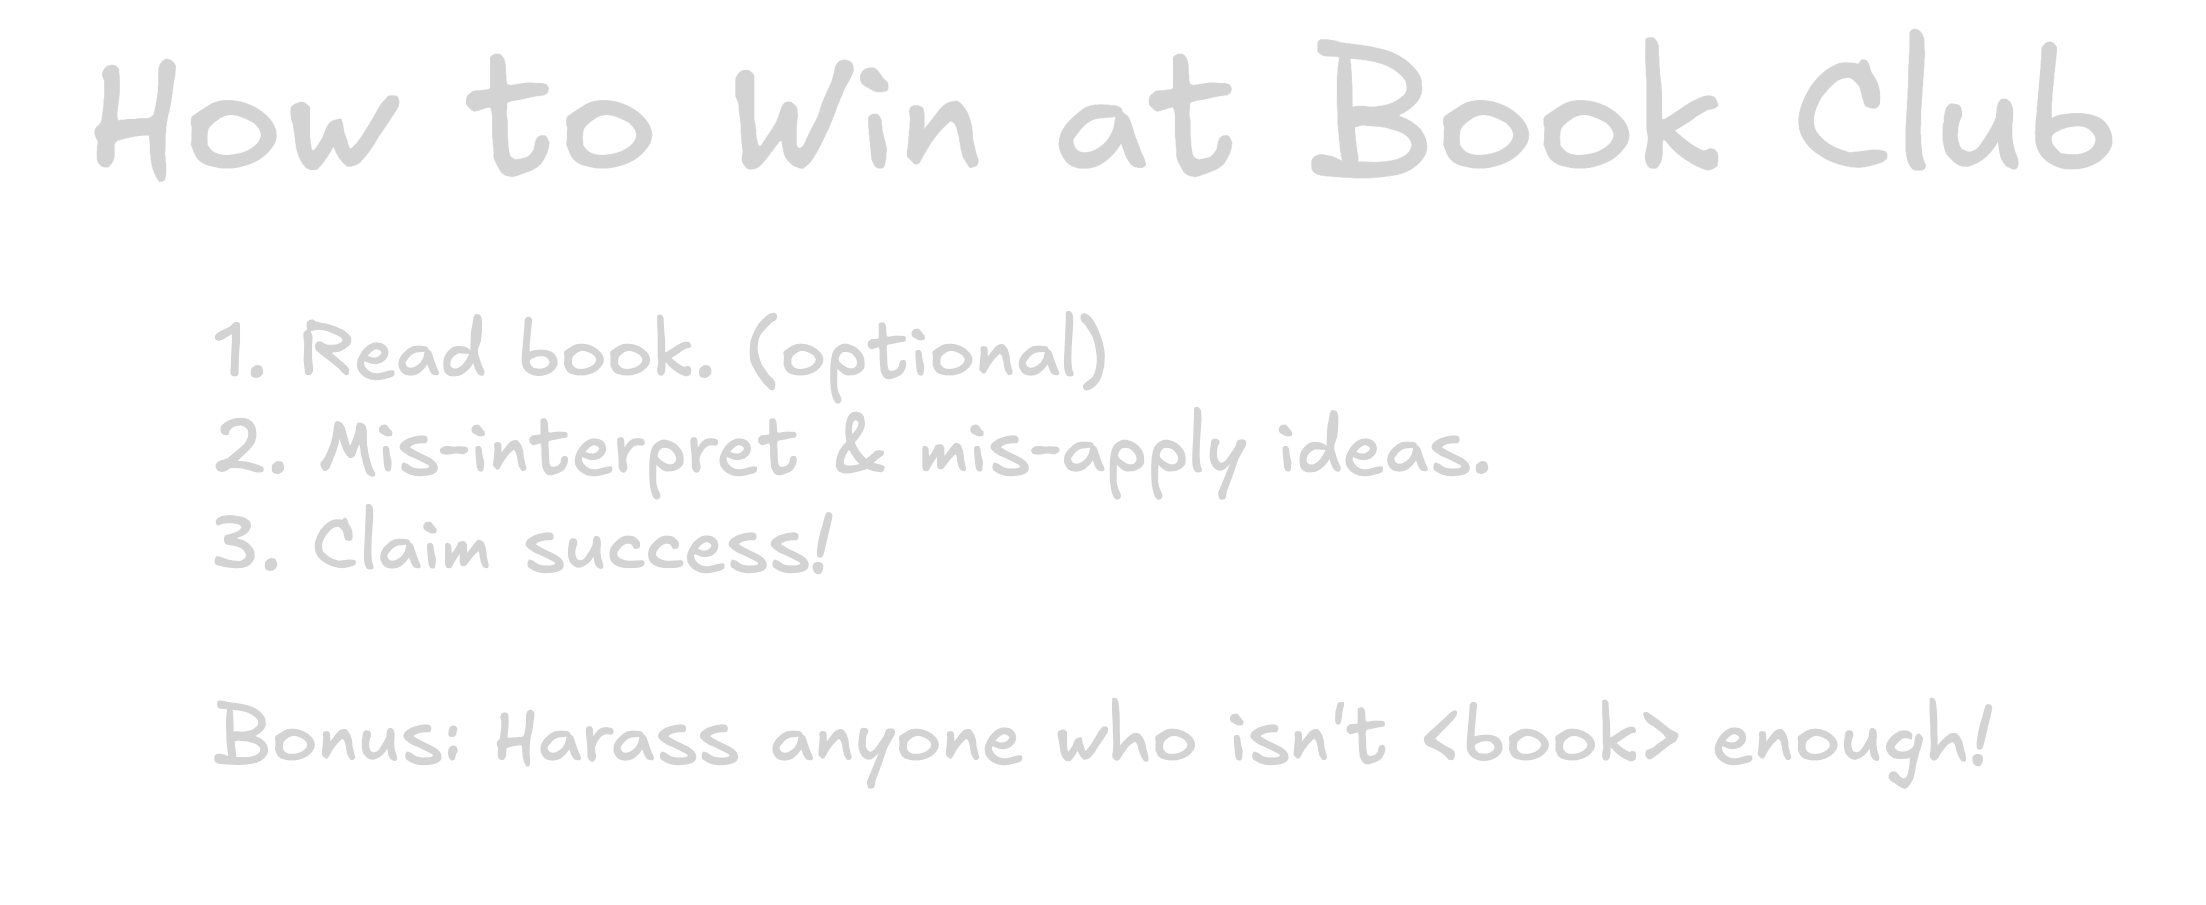 How to Win at Book Club
1. Read book. (optional)
2. Mis-interpret & mis-apply ideas.
3. Claim success!
Bonus: Harass anyone who isn't <book> enough!